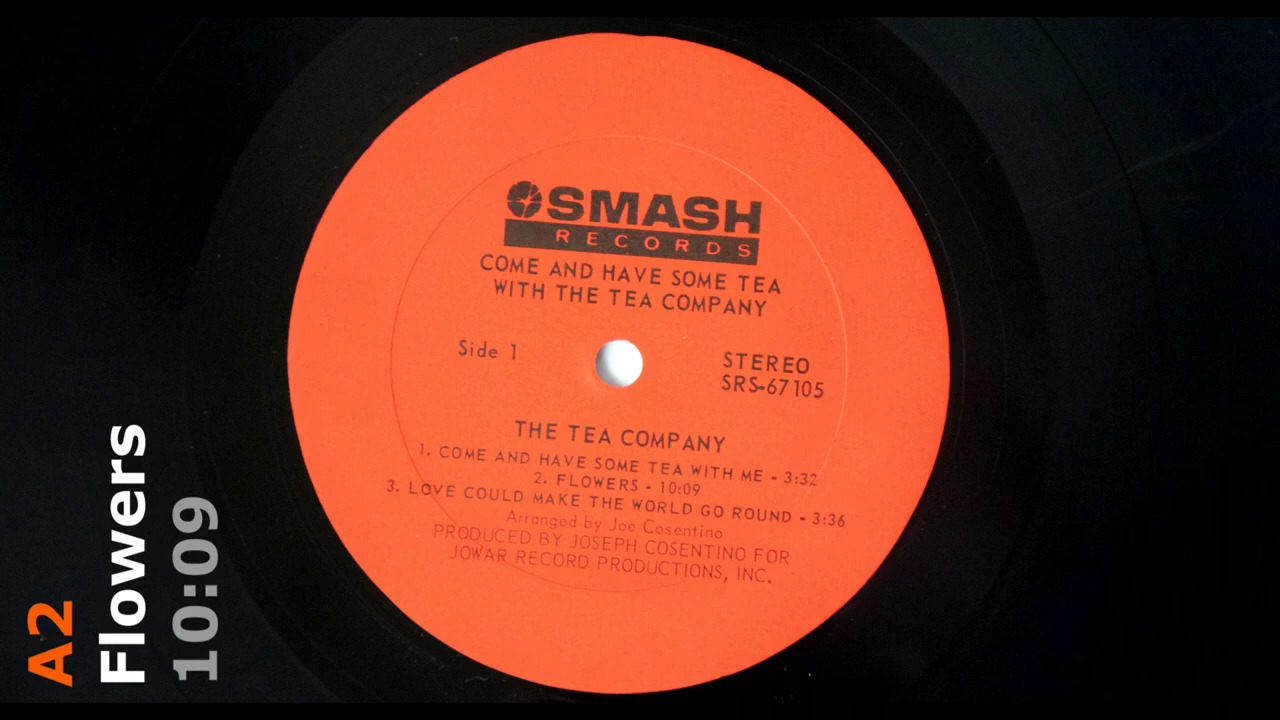 SMASH
RECORDS
COME AND HAVE SOME TEA
WITH THE TEA COMPANY
Side 1
STEREO
SRS-67105
THE TEA COMPANY
1. COME AND HAVE SOME TEA WITH ME - 3:32
2. FLOWERS - 10:09
3. LOVE COULD MAKE THE WORLD GO ROUND - 3:36
Arranged by Joe Cosentino
PRODUCED BY JOSEPH COSENTINO FOR
JOWAR RECORD PRODUCTIONS, INC.
A2
Flowers
10:09